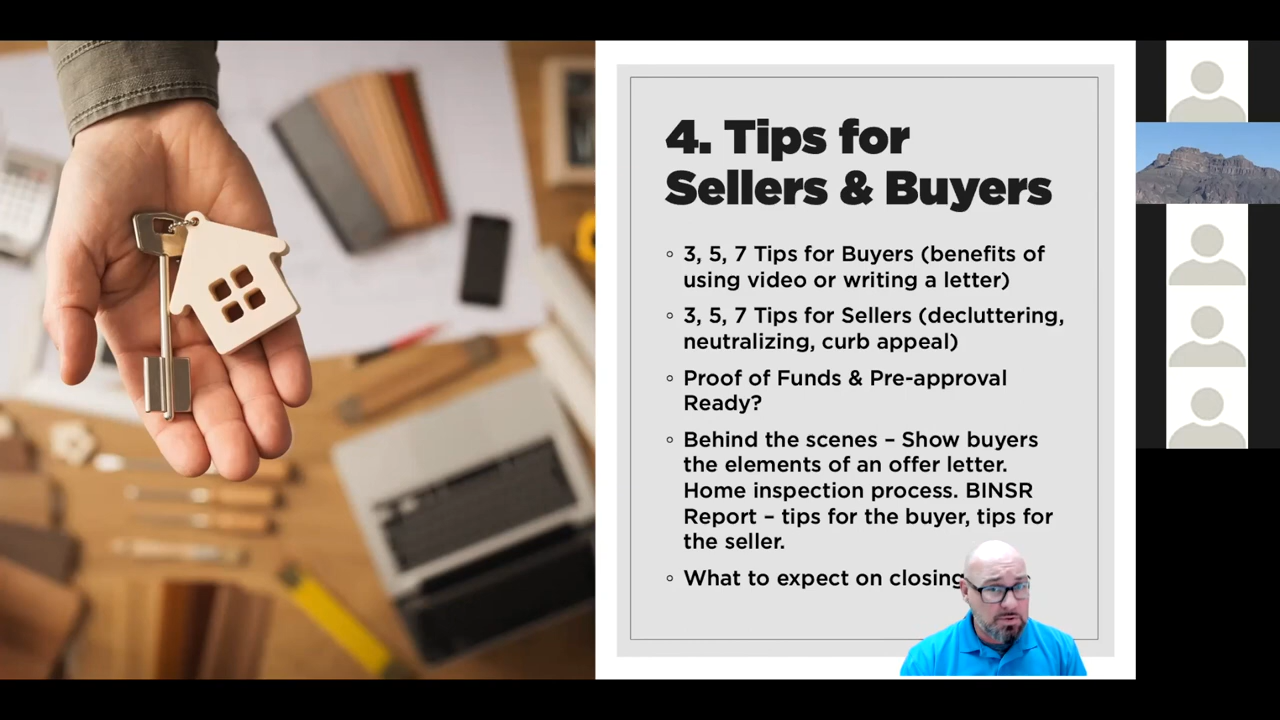 4. Tips for
Sellers & Buyers
◦ 3, 5, 7 Tips for Buyers (benefits of
using video or writing a letter)
◦ 3, 5, 7 Tips for Sellers (decluttering,
neutralizing, curb appeal)
◦ Proof of Funds & Pre-approval
Ready?
◦ Behind the scenes – Show buyers
the elements of an offer letter.
Home inspection process. BINSR
Report – tips for the buyer, tips for
the seller.
◦ What to expect on closing